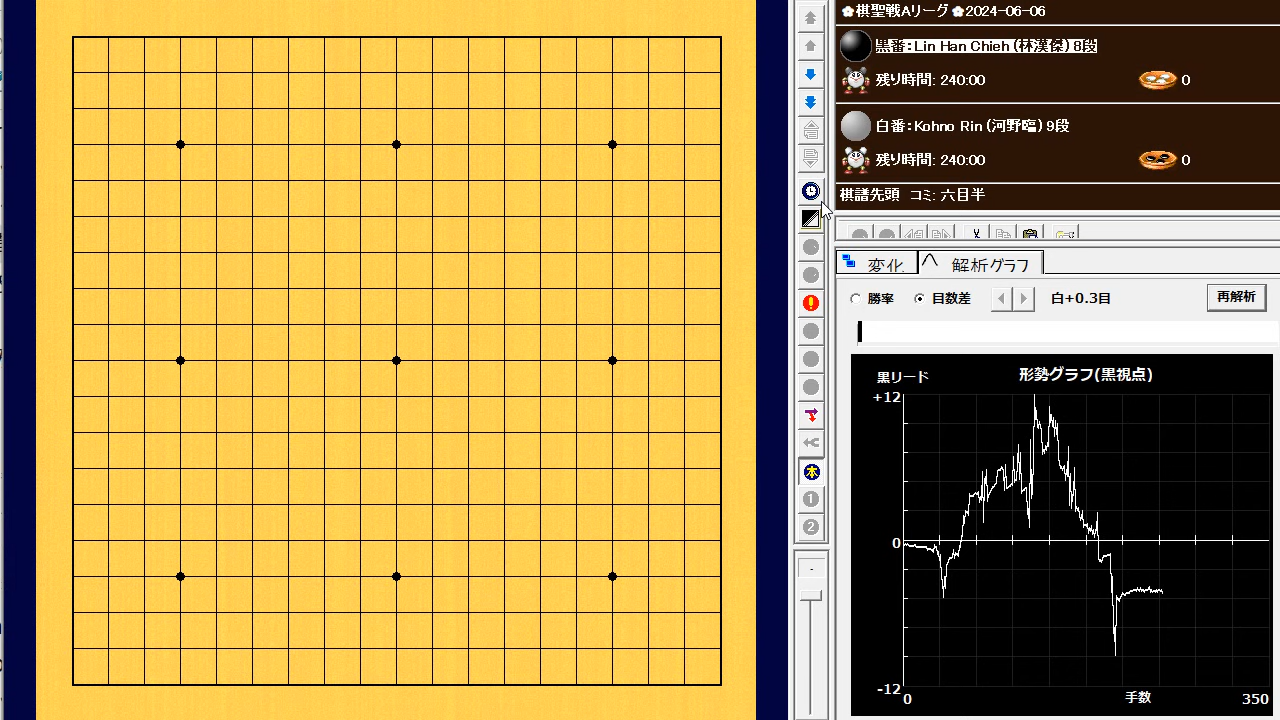 棋聖戦Aリーグ 2024-06-06
黒番:Lin Han Chieh (林漢傑) 8段
残り時間: 240:00 0
白番:Kohno Rin (河野臨) 9段
残り時間: 240:00 0
棋譜先頭 コミ: 六目半
変化 解析グラフ
勝率 目数差 白+0.3目 再解析
黒リード 形勢グラフ(黒視点)
+12
0
-12
0 手数 350
本
1
2
-